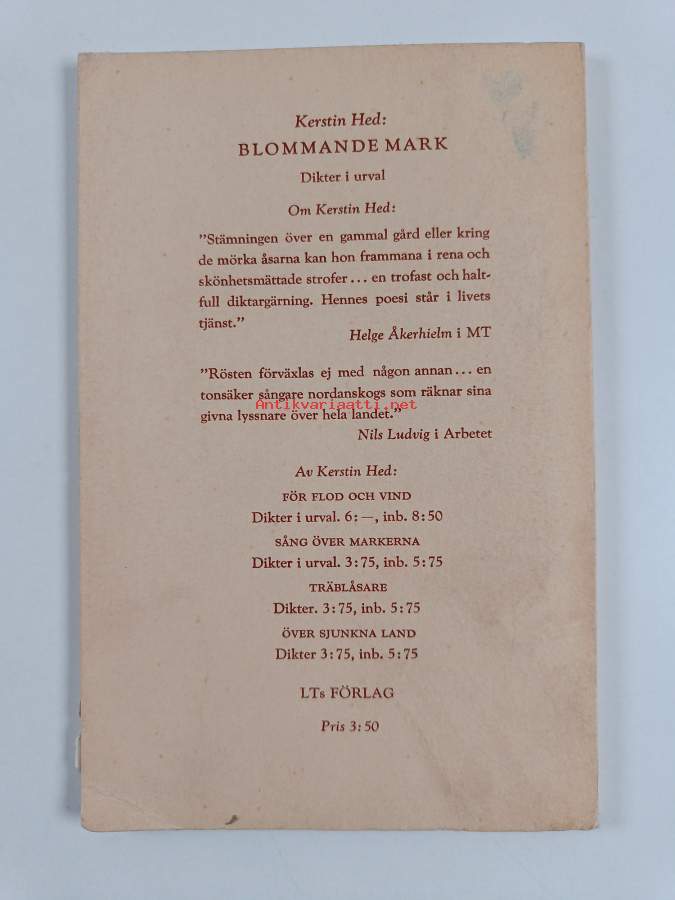 Kerstin Hed:
BLOMMANDE MARK
Dikter i urval
Om Kerstin Hed:
”Stämningen över en gammal gård eller kring
de mörka åsarna kan hon frammana i rena och
skönhetsmättade strofer... en trofast och halt-
full diktargärning. Hennes poesi står i livets
tjänst.”
Helge Åkerhielm i MT
”Rösten förväxlas ej med någon annan... en
tonsäker sångare nordanskogs som räknar sina
Antikvariaatti.net
givna lyssnare över hela landet.”
Nils Ludvig i Arbetet
Av Kerstin Hed:
FÖR FLOD OCH VIND
Dikter i urval. 6:—, inb. 8:50
SÅNG ÖVER MARKERNA
Dikter i urval. 3:75, inb. 5:75
TRÄBLÅSARE
Dikter. 3:75, inb. 5:75
ÖVER SJUNKNA LAND
Dikter 3:75, inb. 5:75
LTs FÖRLAG
Pris 3:50